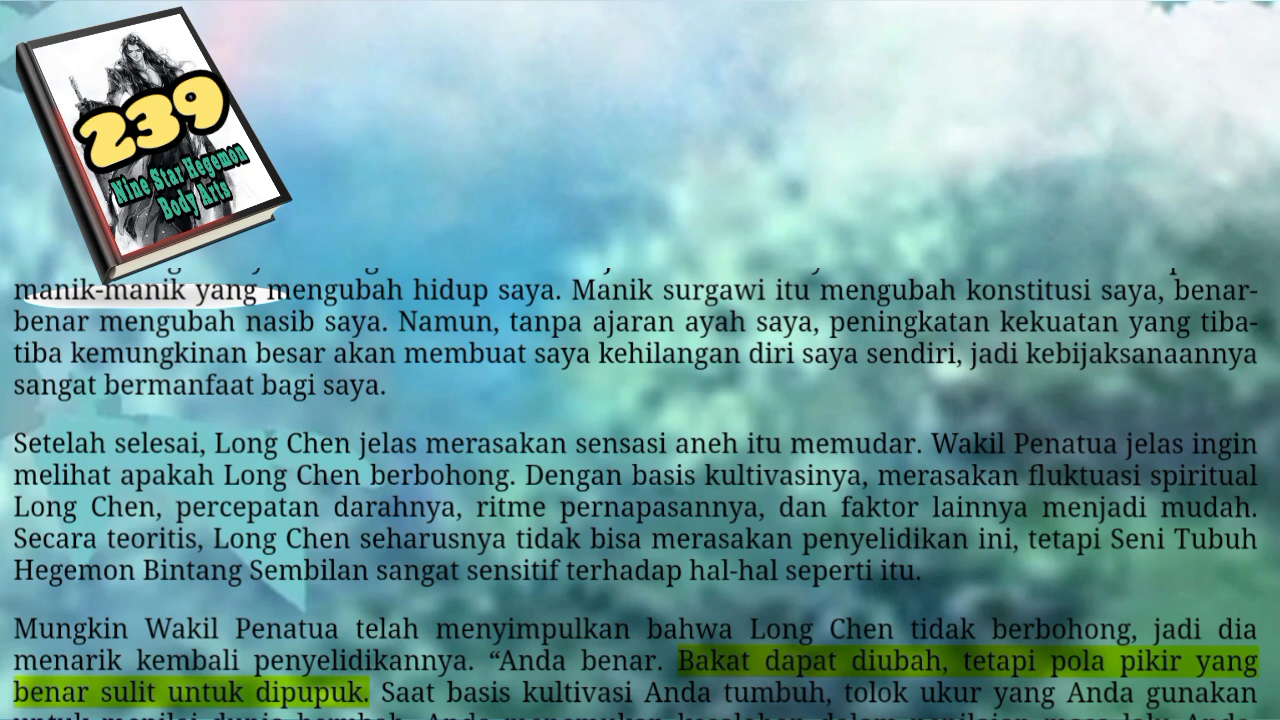 239
Nine Star Hegemon
Body Arts
manik-manik yang mengubah hidup saya. Manik surgawi itu mengubah konstitusi saya, benar-
benar mengubah nasib saya. Namun, tanpa ajaran ayah saya, peningkatan kekuatan yang tiba-
tiba kemungkinan besar akan membuat saya kehilangan diri saya sendiri, jadi kebijaksanaannya
sangat bermanfaat bagi saya.
Setelah selesai, Long Chen jelas merasakan sensasi aneh itu memudar. Wakil Penatua jelas ingin
melihat apakah Long Chen berbohong. Dengan basis kultivasinya, merasakan fluktuasi spiritual
Long Chen, percepatan darahnya, ritme pernapasannya, dan faktor lainnya menjadi mudah.
Secara teoritis, Long Chen seharusnya tidak bisa merasakan penyelidikan ini, tetapi Seni Tubuh
Hegemon Bintang Sembilan sangat sensitif terhadap hal-hal seperti itu.
Mungkin Wakil Penatua telah menyimpulkan bahwa Long Chen tidak berbohong, jadi dia
menarik kembali penyelidikannya. “Anda benar. Bakat dapat diubah, tetapi pola pikir yang
benar sulit untuk dipupuk. Saat basis kultivasi Anda tumbuh, tolok ukur yang Anda gunakan